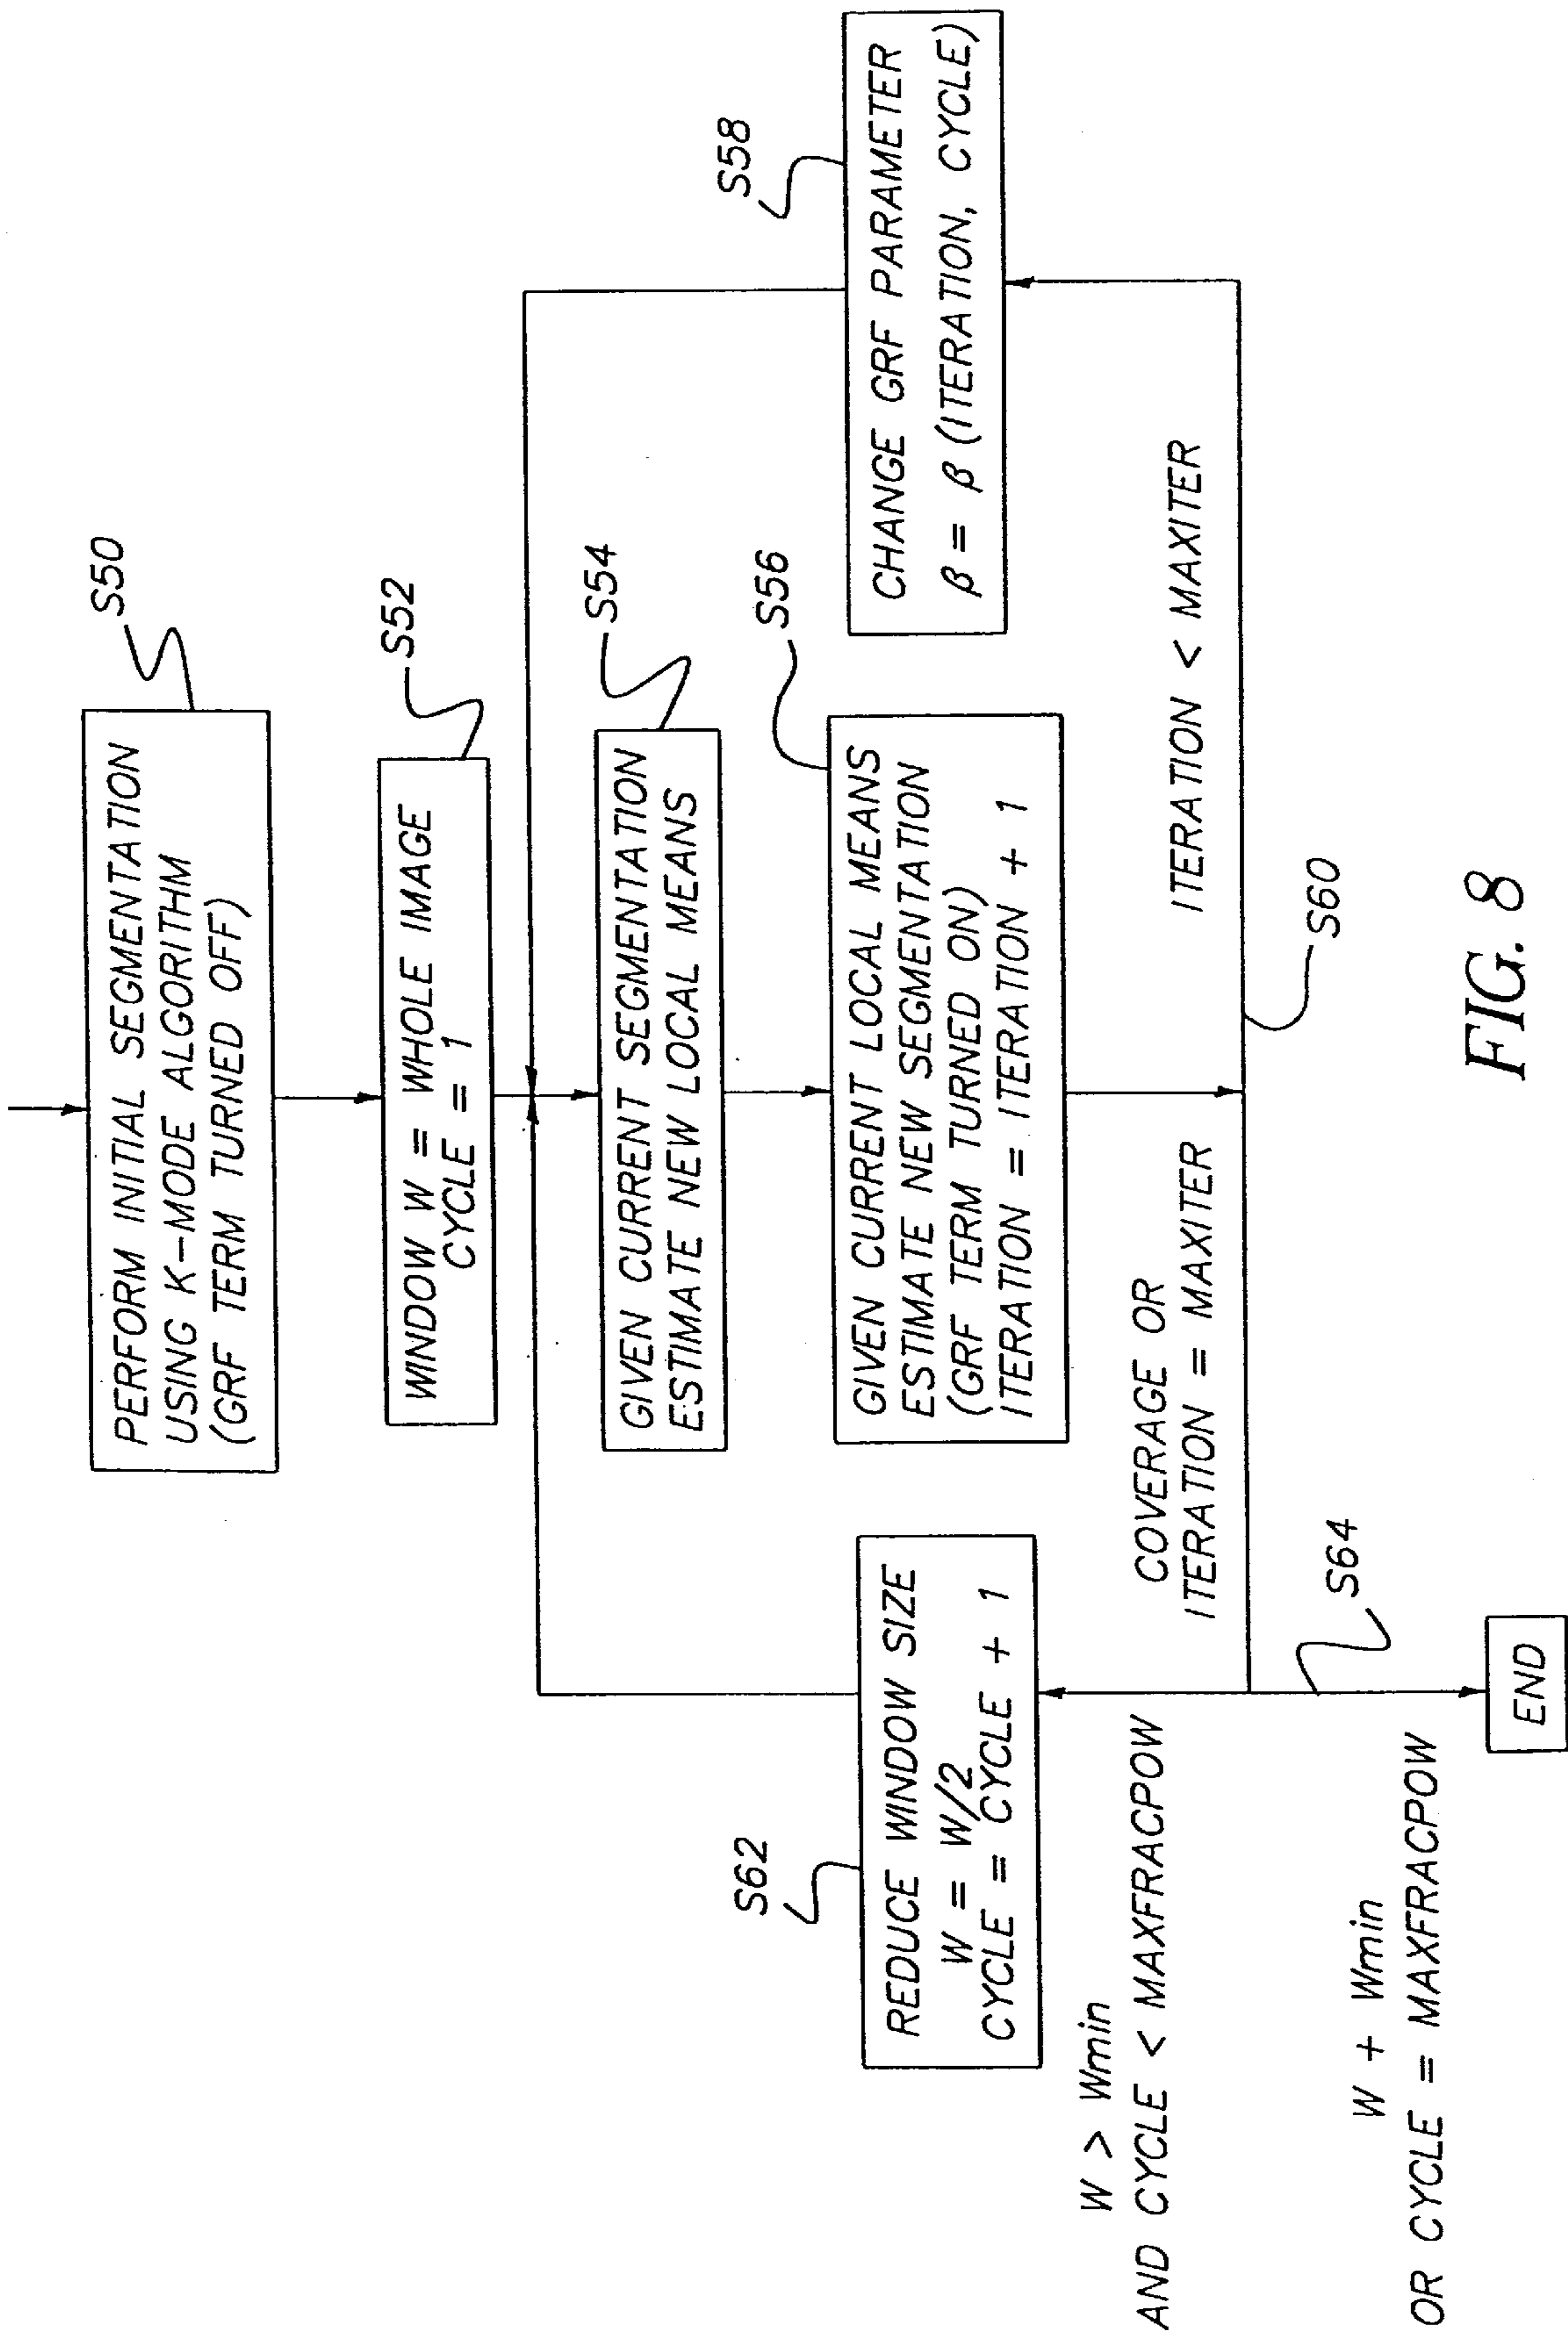 S50
PERFORM INITIAL SEGMENTATION
USING K-MODE ALGORITHM
(GRF TERM TURNED OFF)
S52
WINDOW W = WHOLE IMAGE
CYCLE = 1
S54
GIVEN CURRENT SEGMENTATION
ESTIMATE NEW LOCAL MEANS
S56
GIVEN CURRENT LOCAL MEANS
ESTIMATE NEW SEGMENTATION
(GRF TERM TURNED ON)
ITERATION = ITERATION + 1
S58
CHANGE GRF PARAMETER
β = β (ITERATION, CYCLE)
S62
REDUCE WINDOW SIZE
W = W/2
CYCLE = CYCLE + 1
COVERAGE OR
ITERATION = MAXITER
ITERATION < MAXITER
S60
W > Wmin
AND CYCLE < MAXFRACPOW
S64
W + Wmin
OR CYCLE = MAXFRACPOW
END
FIG. 8